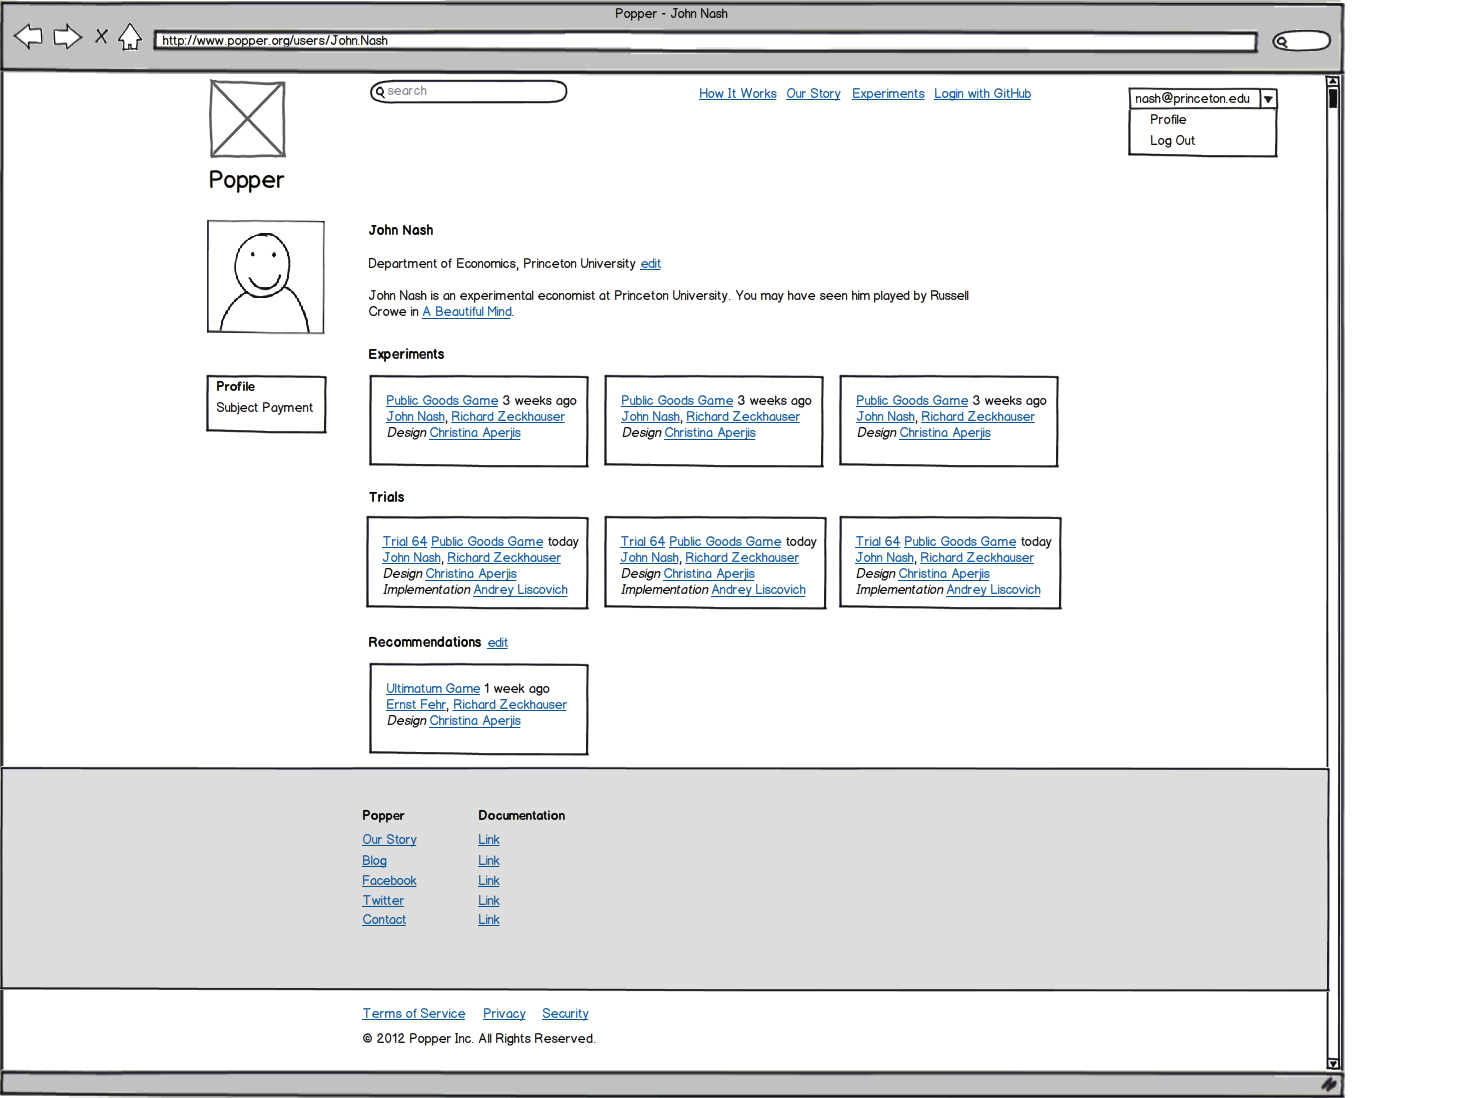 Popper - John Nash
http://www.popper.org/users/John.Nash
search
How It Works Our Story Experiments Login with GitHub
nash@princeton.edu
Profile
Log Out
Popper
John Nash
Department of Economics, Princeton University edit
John Nash is an experimental economist at Princeton University. You may have seen him played by Russell
Crowe in A Beautiful Mind.
Profile
Subject Payment
Experiments
Public Goods Game 3 weeks ago
John Nash, Richard Zeckhauser
Design Christina Aperjis
Public Goods Game 3 weeks ago
John Nash, Richard Zeckhauser
Design Christina Aperjis
Public Goods Game 3 weeks ago
John Nash, Richard Zeckhauser
Design Christina Aperjis
Trials
Trial 64 Public Goods Game today
John Nash, Richard Zeckhauser
Design Christina Aperjis
Implementation Andrey Liscovich
Trial 64 Public Goods Game today
John Nash, Richard Zeckhauser
Design Christina Aperjis
Implementation Andrey Liscovich
Trial 64 Public Goods Game today
John Nash, Richard Zeckhauser
Design Christina Aperjis
Implementation Andrey Liscovich
Recommendations edit
Ultimatum Game 1 week ago
Ernst Fehr, Richard Zeckhauser
Design Christina Aperjis
Popper
Our Story
Blog
Facebook
Twitter
Contact
Documentation
Link
Link
Link
Link
Link
Terms of Service Privacy Security
© 2012 Popper Inc. All Rights Reserved.